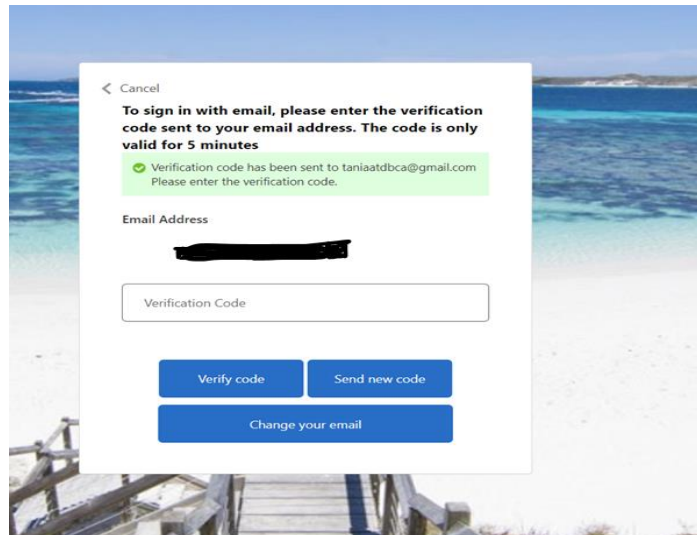 Cancel
To sign in with email, please enter the verification
code sent to your email address. The code is only
valid for 5 minutes
Verification code has been sent to taniaatdbca@gmail.com
Please enter the verification code.
Email Address
Verification Code
Verify code
Send new code
Change your email